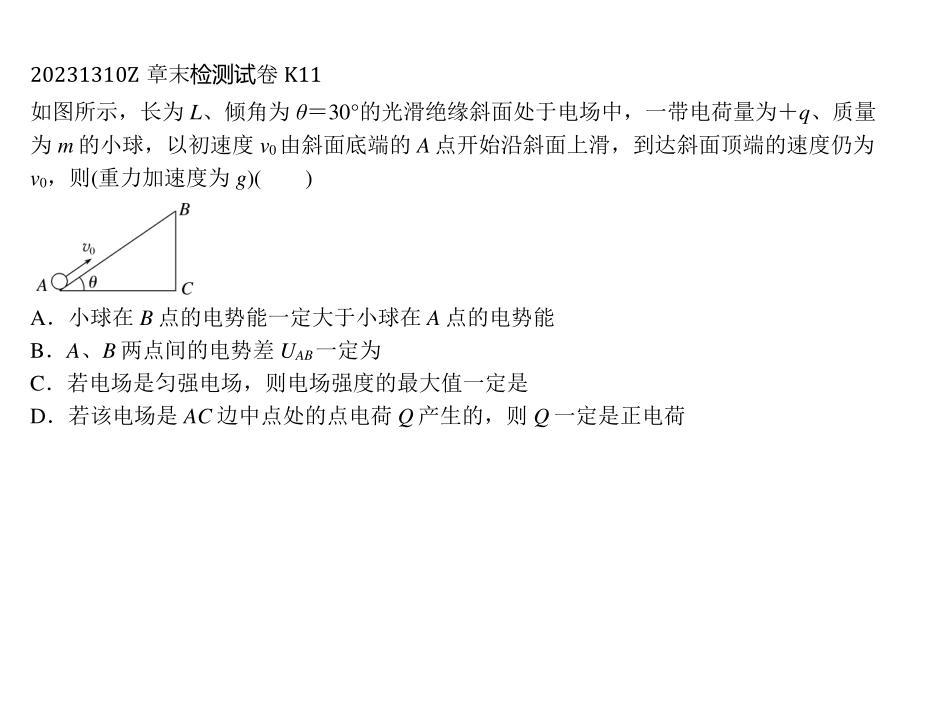 20231310Z 章末检测试卷 K11
如图所示，长为 L、倾角为 θ＝30°的光滑绝缘斜面处于电场中，一带电荷量为＋q、质量
为 m 的小球，以初速度 v₀由斜面底端的 A 点开始沿斜面上滑，到达斜面顶端的速度仍为
v₀，则(重力加速度为 g)(　　)
B
v₀
A θ C
A．小球在 B 点的电势能一定大于小球在 A 点的电势能
B．A、B 两点间的电势差 U_AB 一定为
C．若电场是匀强电场，则电场强度的最大值一定是
D．若该电场是 AC 边中点处的点电荷 Q 产生的，则 Q 一定是正电荷